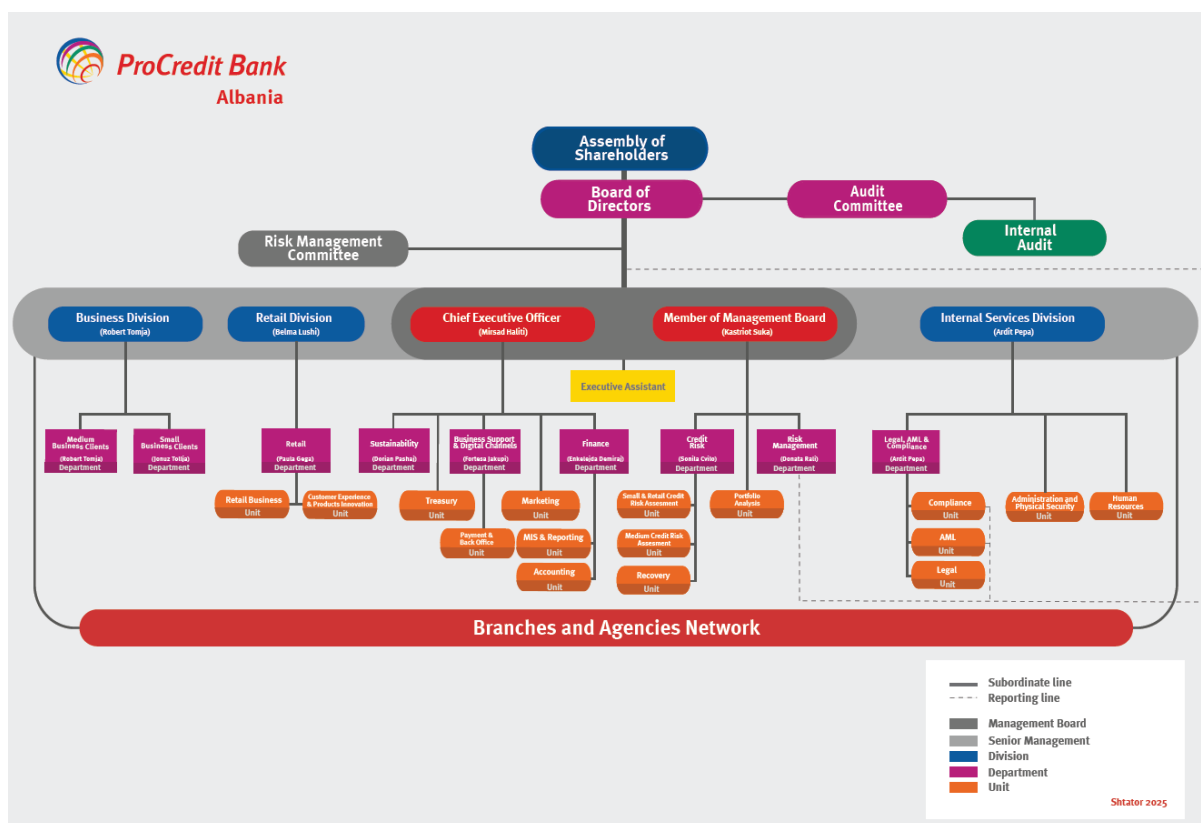 ProCredit Bank
Albania
Assembly of
Shareholders
Board of
Directors
Audit
Committee
Internal
Audit
Risk Management
Committee
Business Division
(Robert Tomja)
Retail Division
(Belma Lushi)
Chief Executive Officer
(Mirsad Haliti)
Member of Management Board
(Kastriot Suka)
Internal Services Division
(Ardit Pepa)
Executive Assistant
Medium
Business Clients
(Robert Tomja)
Department
Small
Business Clients
(Jonuz Tollja)
Department
Retail
(Paula Gega)
Department
Sustainability
(Dorian Pashaj)
Department
Business Support
& Digital Channels
(Forteza Jakupi)
Department
Finance
(Enkelejda Demiraj)
Department
Credit
Risk
(Sonila Cvilo)
Department
Risk
Management
(Donata Rali)
Department
Legal, AML &
Compliance
(Ardit Pepa)
Department
Retail Business
Unit
Customer Experience
& Products Innovation
Unit
Treasury
Unit
Marketing
Unit
Payment &
Back Office
Unit
MIS & Reporting
Unit
Accounting
Unit
Small & Retail Credit
Risk Assessment
Unit
Portfolio
Analysis
Unit
Medium Credit Risk
Assesment
Unit
Recovery
Unit
Compliance
Unit
AML
Unit
Legal
Unit
Administration and
Physical Security
Unit
Human
Resources
Unit
Branches and Agencies Network
Subordinate line
Reporting line
Management Board
Senior Management
Division
Department
Unit
Shtator 2025